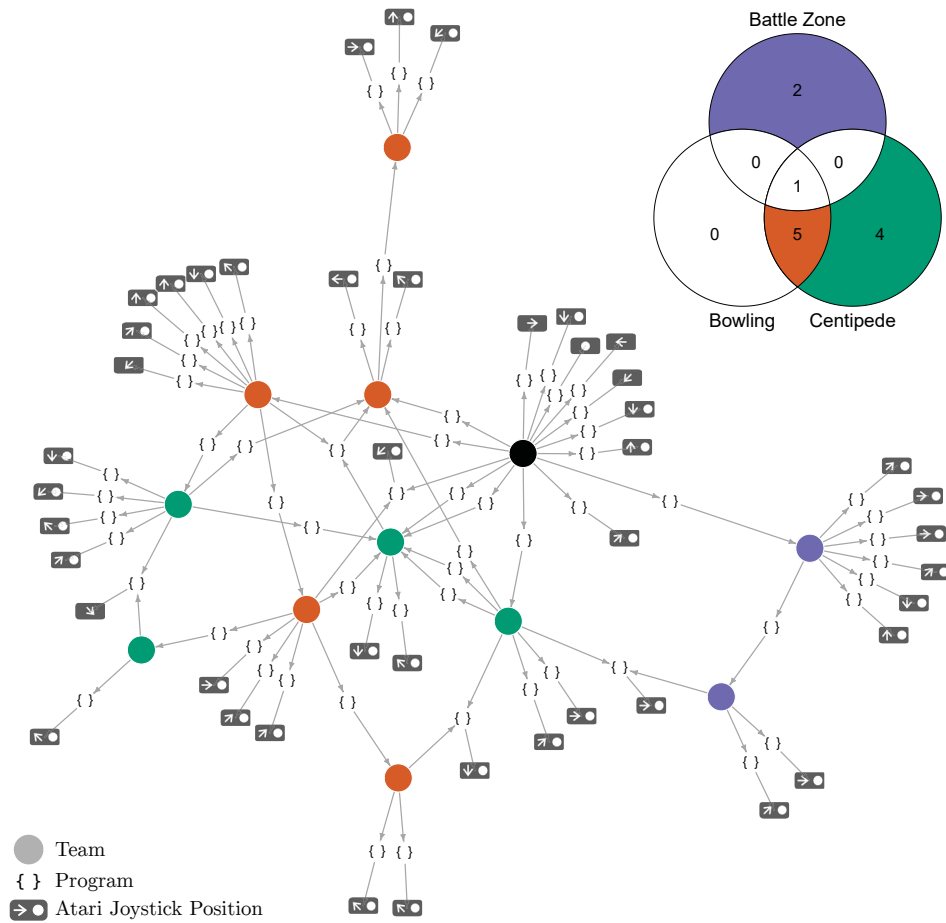 Battle Zone
2
0
0
1
0
5
4
Bowling
Centipede
Team
{ } Program
Atari Joystick Position